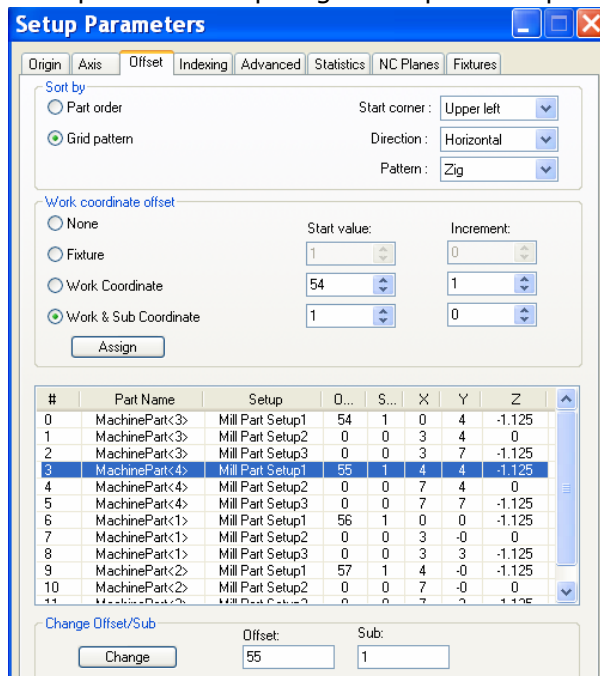 Setup Parameters
Origin Axis Offset Indexing Advanced Statistics NC Planes Fixtures
Sort by
Part order Start corner : Upper left
Grid pattern Direction : Horizontal
Pattern : Zig
Work coordinate offset
None Start value: Increment:
Fixture 1 0
Work Coordinate 54 1
Work & Sub Coordinate 1 0
Assign
# Part Name Setup O... S... X Y Z
0 MachinePart<3> Mill Part Setup1 54 1 0 4 -1.125
1 MachinePart<3> Mill Part Setup2 0 0 3 4 0
2 MachinePart<3> Mill Part Setup3 0 0 3 7 -1.125
3 MachinePart<4> Mill Part Setup1 55 1 4 4 -1.125
4 MachinePart<4> Mill Part Setup2 0 0 7 4 0
5 MachinePart<4> Mill Part Setup3 0 0 7 7 -1.125
6 MachinePart<1> Mill Part Setup1 56 1 0 0 -1.125
7 MachinePart<1> Mill Part Setup2 0 0 3 -0 0
8 MachinePart<1> Mill Part Setup3 0 0 3 3 -1.125
9 MachinePart<2> Mill Part Setup1 57 1 4 -0 -1.125
10 MachinePart<2> Mill Part Setup2 0 0 7 -0 0
Change Offset/Sub
Offset: Sub:
Change 55 1